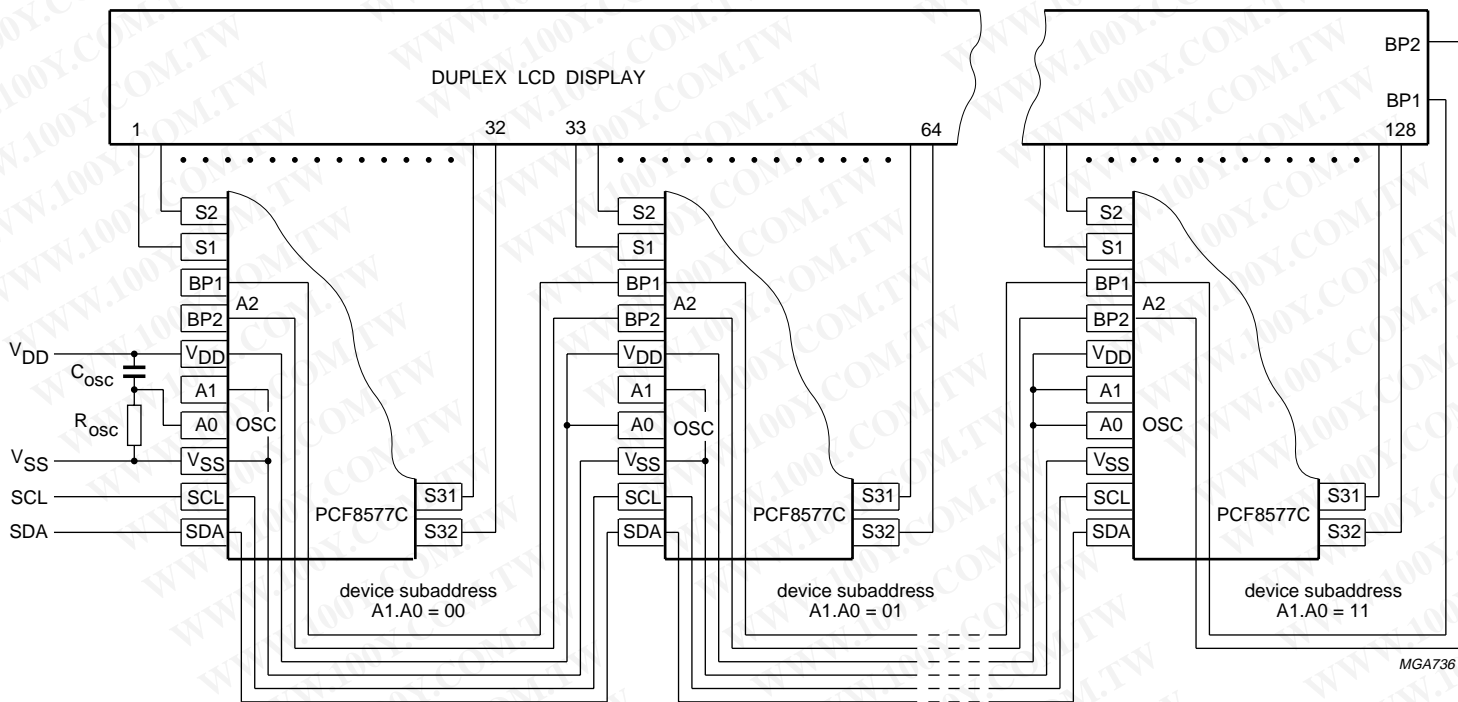 DUPLEX LCD DISPLAY
BP2
BP1
1
32
33
64
128
S2
S1
BP1
BP2
A2
VDD
A1
A0
OSC
VSS
SCL
SDA
S31
S32
PCF8577C
VDD
Cosc
Rosc
VSS
SCL
SDA
device subaddress
A1.A0 = 00
S2
S1
BP1
BP2
A2
VDD
A1
A0
OSC
VSS
SCL
SDA
S31
S32
PCF8577C
device subaddress
A1.A0 = 01
S2
S1
BP1
BP2
A2
VDD
A1
A0
OSC
VSS
SCL
SDA
S31
S32
PCF8577C
device subaddress
A1.A0 = 11
MGA736
WWW.100Y.COM.TW